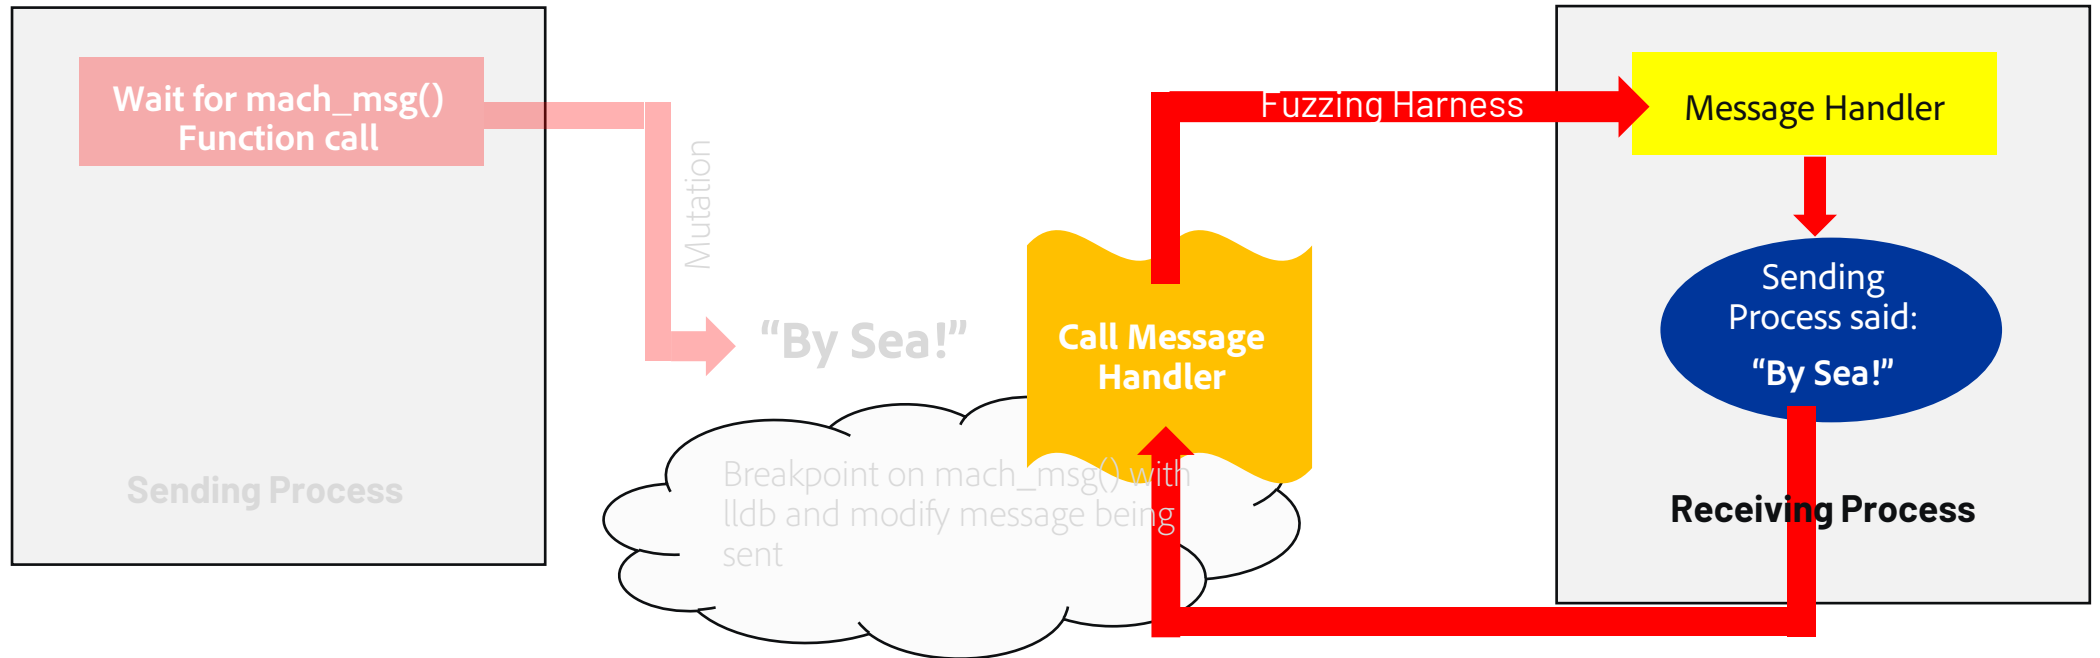 Wait for mach_msg()
Function call
Sending Process
Mutation
“By Sea!”
Breakpoint on mach_msg() with
lldb and modify message being
sent
Call Message
Handler
Fuzzing Harness
Message Handler
Sending
Process said:
“By Sea!”
Receiving Process